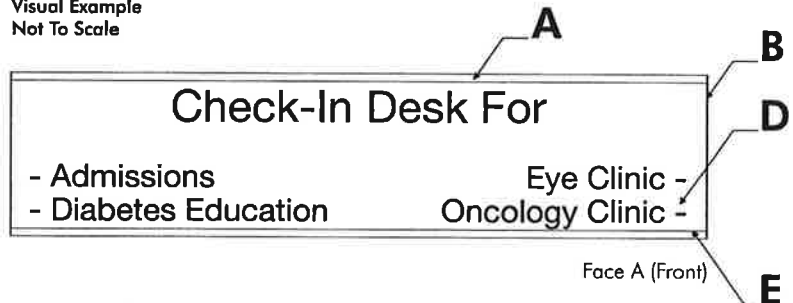 Visual Example
Not To Scale
A
B
Check-In Desk For
D
- Admissions Eye Clinic -
- Diabetes Education Oncology Clinic -
Face A (Front)
E